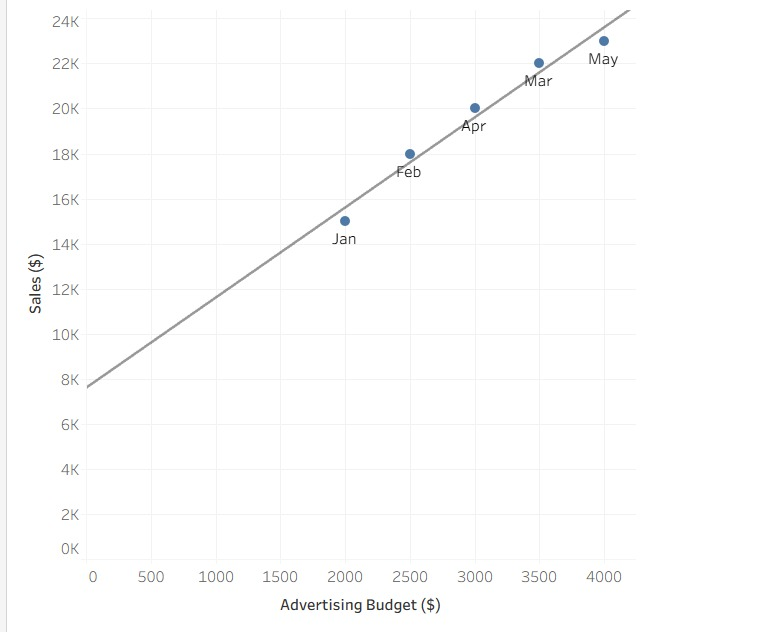 24K
22K
20K
18K
16K
14K
12K
10K
8K
6K
4K
2K
0K
Sales ($)
May
Mar
Apr
Feb
Jan
0 500 1000 1500 2000 2500 3000 3500 4000
Advertising Budget ($)